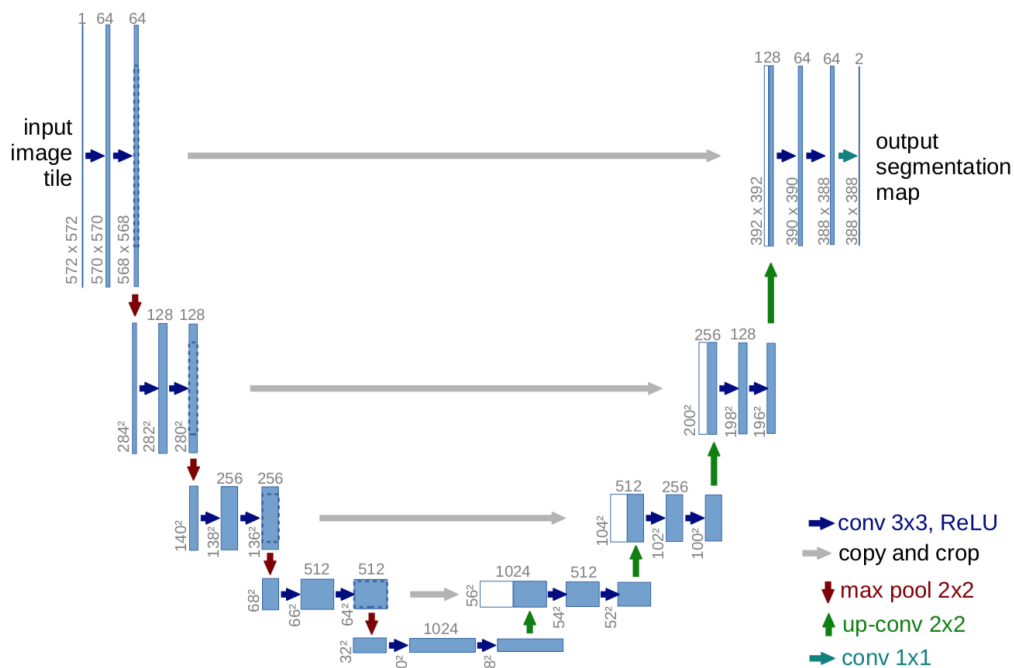 1 64 64
input
image
tile
572 x 572
570 x 570
568 x 568
128 64 64 2
output
segmentation
map
392 x 392
390 x 390
388 x 388
388 x 388
128 128
284²
282²
280²
256 128
200²
198²
196²
256 256
140²
138²
136²
512 256
104²
102²
100²
512 512
68²
66²
64²
1024 512
56²
54²
52²
1024
32²
0²
8²
conv 3x3, ReLU
copy and crop
max pool 2x2
up-conv 2x2
conv 1x1